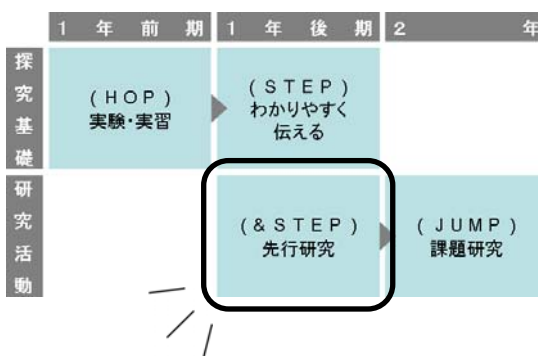 1年前期
1年後期
2年
探究基礎
(HOP)
実験・実習
(STEP)
わかりやすく
伝える
研究活動
(&STEP)
先行研究
(JUMP)
課題研究